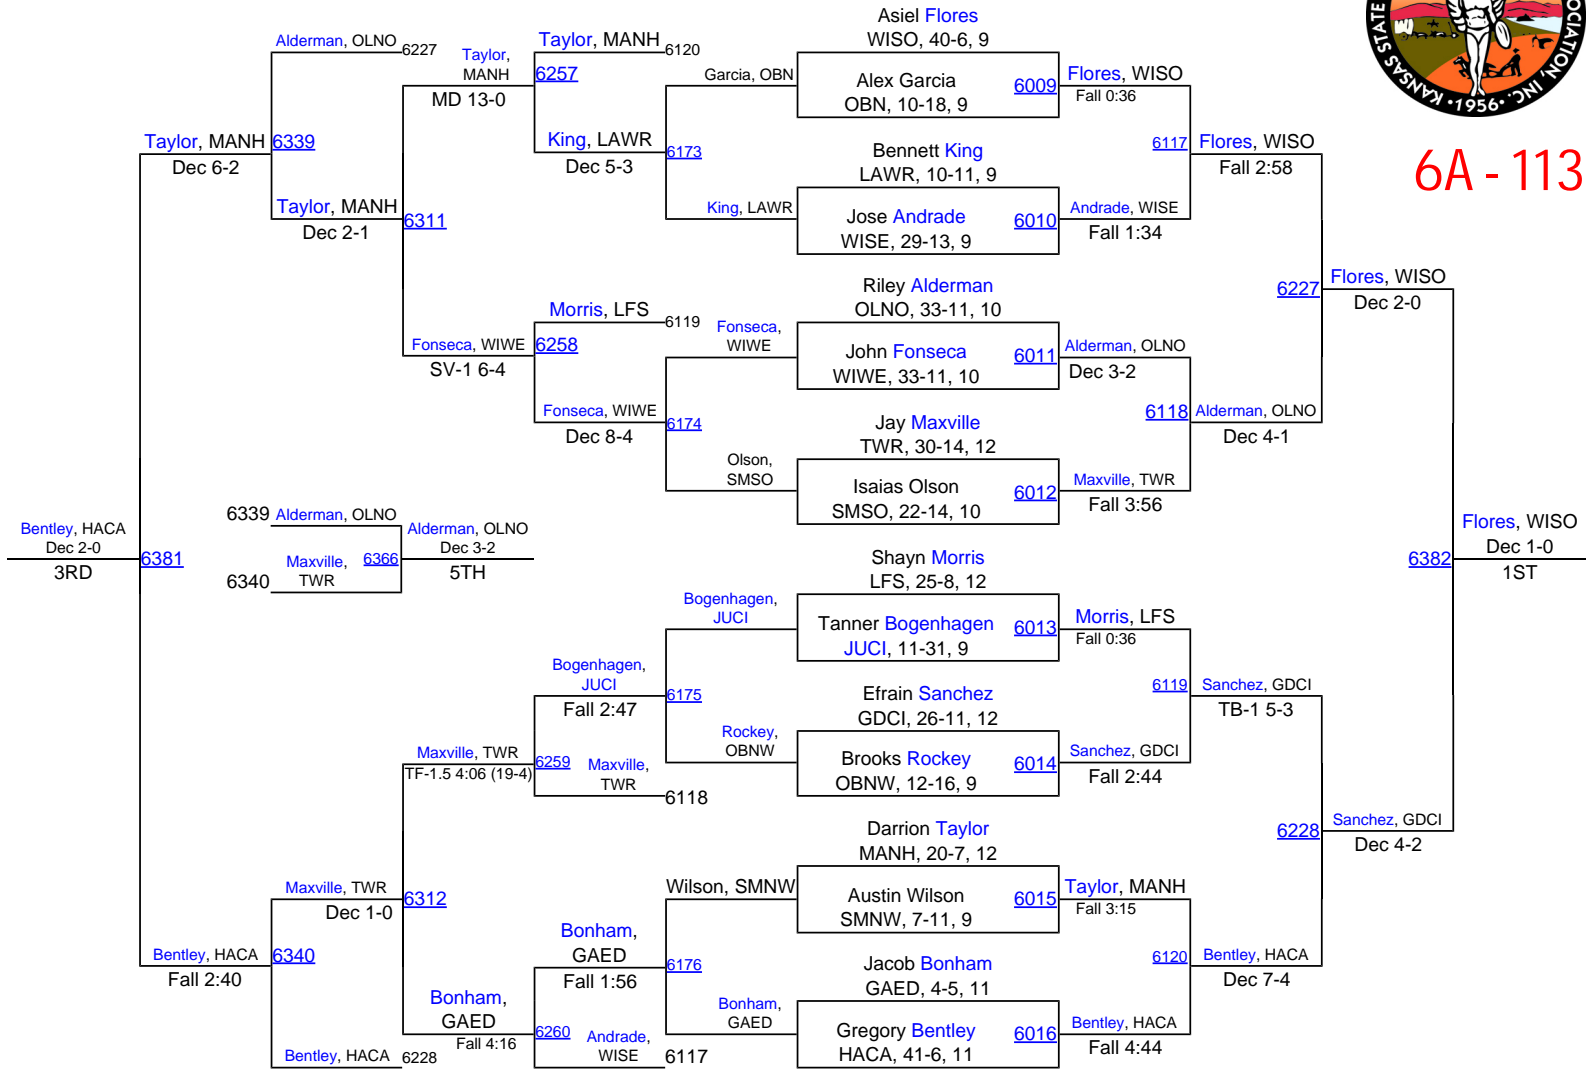 KANSAS STATE
OCIATION, INC.
·1956·
6A - 113
Asiel Flores
WISO, 40-6, 9
Alex Garcia
OBN, 10-18, 9
6009
Bennett King
LAWR, 10-11, 9
Jose Andrade
WISE, 29-13, 9
6010
Riley Alderman
OLNO, 33-11, 10
John Fonseca
WIWE, 33-11, 10
6011
Jay Maxville
TWR, 30-14, 12
Isaias Olson
SMSO, 22-14, 10
6012
Shayn Morris
LFS, 25-8, 12
Tanner Bogenhagen
JUCI, 11-31, 9
6013
Efrain Sanchez
GDCI, 26-11, 12
Brooks Rockey
OBNW, 12-16, 9
6014
Darrion Taylor
MANH, 20-7, 12
Austin Wilson
SMNW, 7-11, 9
6015
Jacob Bonham
GAED, 4-5, 11
Gregory Bentley
HACA, 41-6, 11
6016
Flores, WISO
Fall 0:36
6117
Andrade, WISE
Fall 1:34
Alderman, OLNO
Dec 3-2
6118
Maxville, TWR
Fall 3:56
Morris, LFS
Fall 0:36
6119
Sanchez, GDCI
Fall 2:44
Taylor, MANH
Fall 3:15
6120
Bentley, HACA
Fall 4:44
Flores, WISO
Fall 2:58
6227
Alderman, OLNO
Dec 4-1
Sanchez, GDCI
TB-1 5-3
6228
Bentley, HACA
Dec 7-4
Flores, WISO
Dec 2-0
6382
Sanchez, GDCI
Dec 4-2
Flores, WISO
Dec 1-0
1ST
Garcia, OBN
6173
King, LAWR
Fonseca,
WIWE
6174
Olson,
SMSO
Bogenhagen,
JUCI
6175
Rockey,
OBNW
Wilson, SMNW
6176
Bonham,
GAED
Taylor, MANH
6120
6257
King, LAWR
Dec 5-3
Morris, LFS
6119
6258
Fonseca, WIWE
Dec 8-4
Bogenhagen,
JUCI
Fall 2:47
6259
Maxville,
TWR
6118
Bonham,
GAED
Fall 1:56
6260
Andrade,
WISE
6117
Taylor,
MANH
MD 13-0
6311
Fonseca, WIWE
SV-1 6-4
Maxville, TWR
TF-1.5 4:06 (19-4)
6312
Bonham,
GAED
Fall 4:16
Alderman, OLNO
6227
6339
Taylor, MANH
Dec 2-1
Maxville, TWR
Dec 1-0
6340
Bentley, HACA
6228
Taylor, MANH
Dec 6-2
6381
Bentley, HACA
Fall 2:40
Bentley, HACA
Dec 2-0
3RD
6339
Alderman, OLNO
6366
6340
Maxville,
TWR
Alderman, OLNO
Dec 3-2
5TH